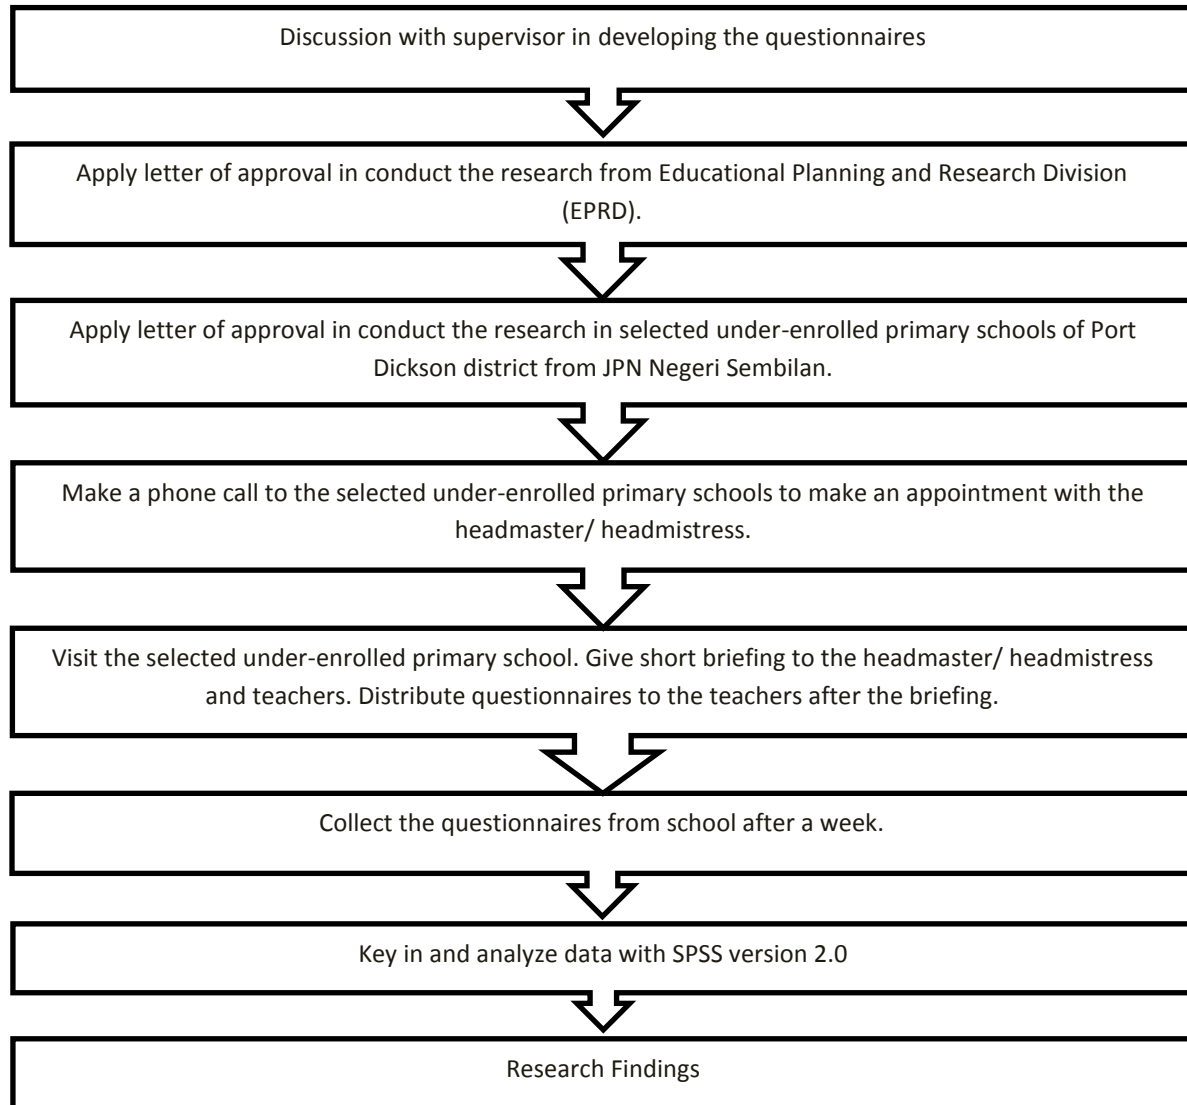 Discussion with supervisor in developing the questionnaires
Apply letter of approval in conduct the research from Educational Planning and Research Division
(EPRD).
Apply letter of approval in conduct the research in selected under-enrolled primary schools of Port
Dickson district from JPN Negeri Sembilan.
Make a phone call to the selected under-enrolled primary schools to make an appointment with the
headmaster/ headmistress.
Visit the selected under-enrolled primary school. Give short briefing to the headmaster/ headmistress
and teachers. Distribute questionnaires to the teachers after the briefing.
Collect the questionnaires from school after a week.
Key in and analyze data with SPSS version 2.0
Research Findings